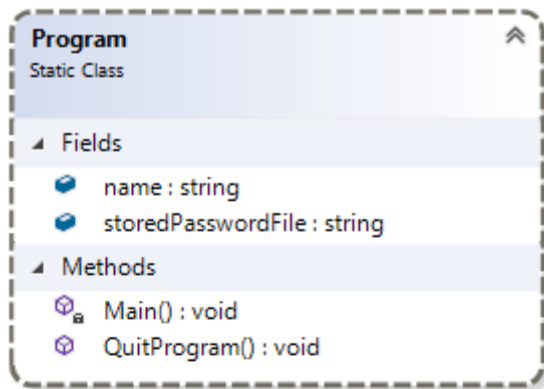 Program
Static Class
Fields
name : string
storedPasswordFile : string
Methods
Main() : void
QuitProgram() : void